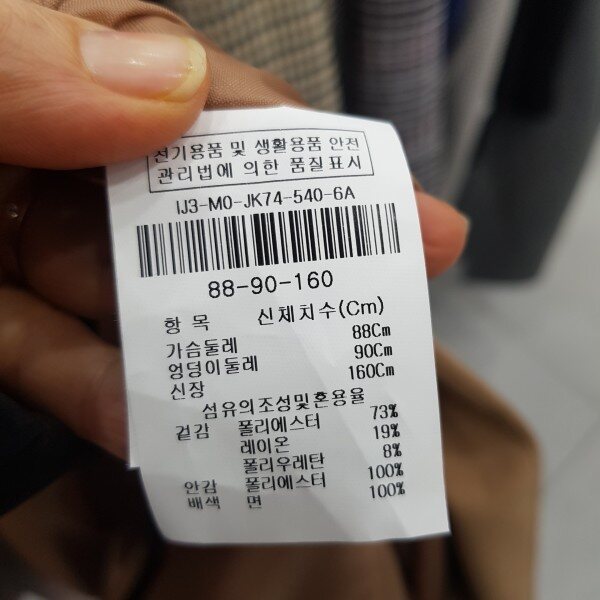 전기용품 및 생활용품 안전
관리법에 의한 품질표시
IJ3-MO-JK74-540-6A
88-90-160
항 목 신체치수(Cm)
가슴둘레 88Cm
엉덩이둘레 90Cm
신장 160Cm
섬유의조성및혼용율
겉감 폴리에스터 73%
레이온 19%
폴리우레탄 8%
안감 폴리에스터 100%
배색 면 100%